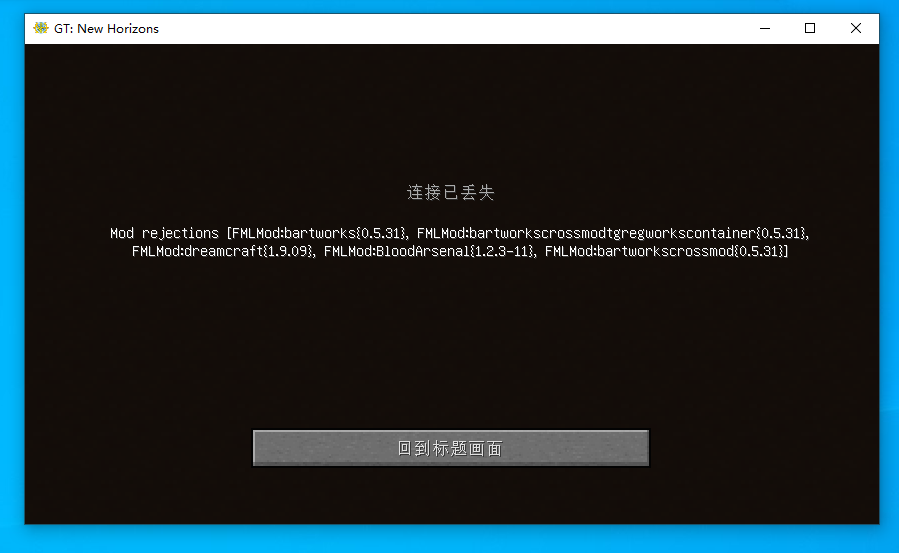 GT: New Horizons
连接已丢失
Mod rejections [FMLMod:bartworks{0.5.31}, FMLMod:bartworkscrossmodtgregworkscontainer{0.5.31},
FMLMod:dreamcraft{1.9.09}, FMLMod:BloodArsenal{1.2.3-11}, FMLMod:bartworkscrossmod{0.5.31}]
回到标题画面